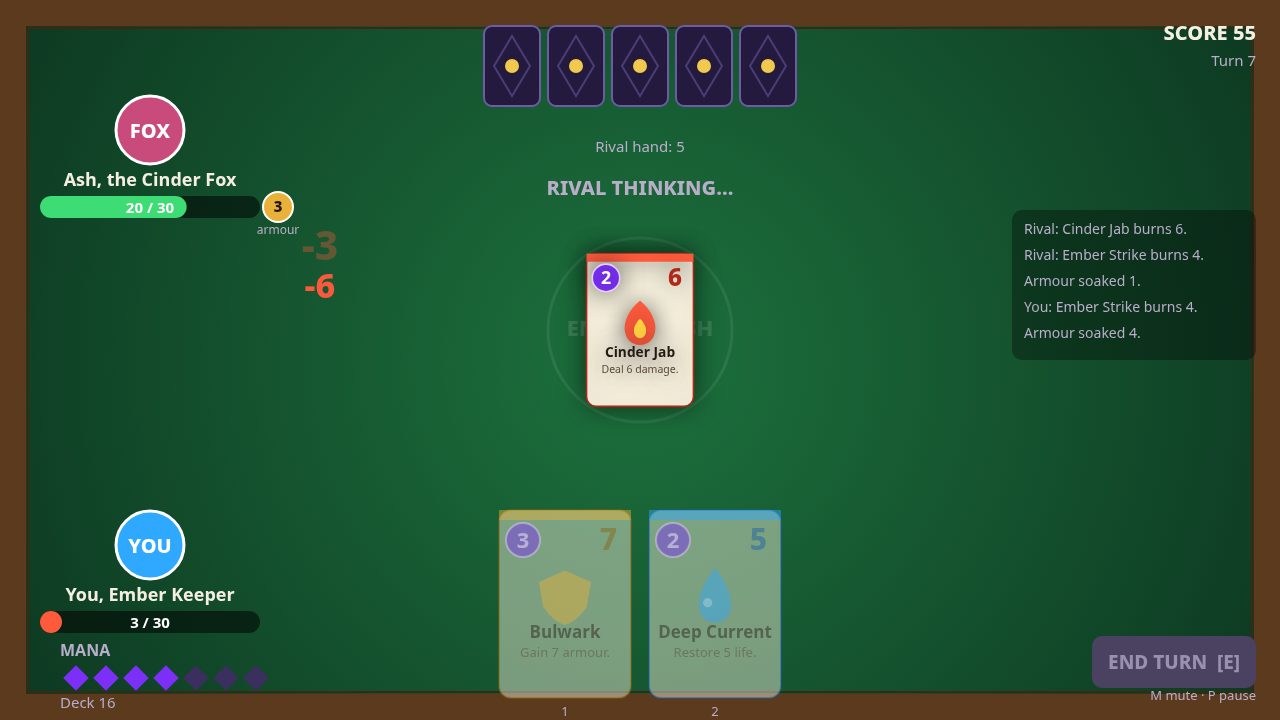 SCORE 55
Turn 7
FOX
Ash, the Cinder Fox
20 / 30
3
armour
-3
-6
Rival hand: 5
RIVAL THINKING...
2
6
Cinder Jab
Deal 6 damage.
Rival: Cinder Jab burns 6.
Rival: Ember Strike burns 4.
Armour soaked 1.
You: Ember Strike burns 4.
Armour soaked 4.
YOU
You, Ember Keeper
3 / 30
MANA
Deck 16
3
7
Bulwark
Gain 7 armour.
1
2
5
Deep Current
Restore 5 life.
2
END TURN [E]
M mute · P pause